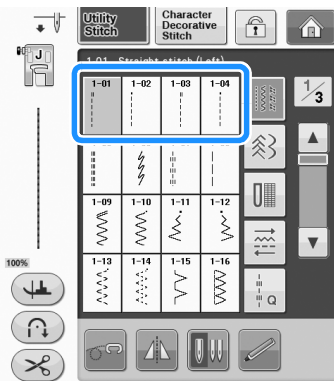 Utility
Stitch
Character
Decorative
Stitch
J
1-01 Straight stitch (Left)
1/3
1-01 1-02 1-03 1-04
1-09 1-10 1-11 1-12
1-13 1-14 1-15 1-16
100%
Q